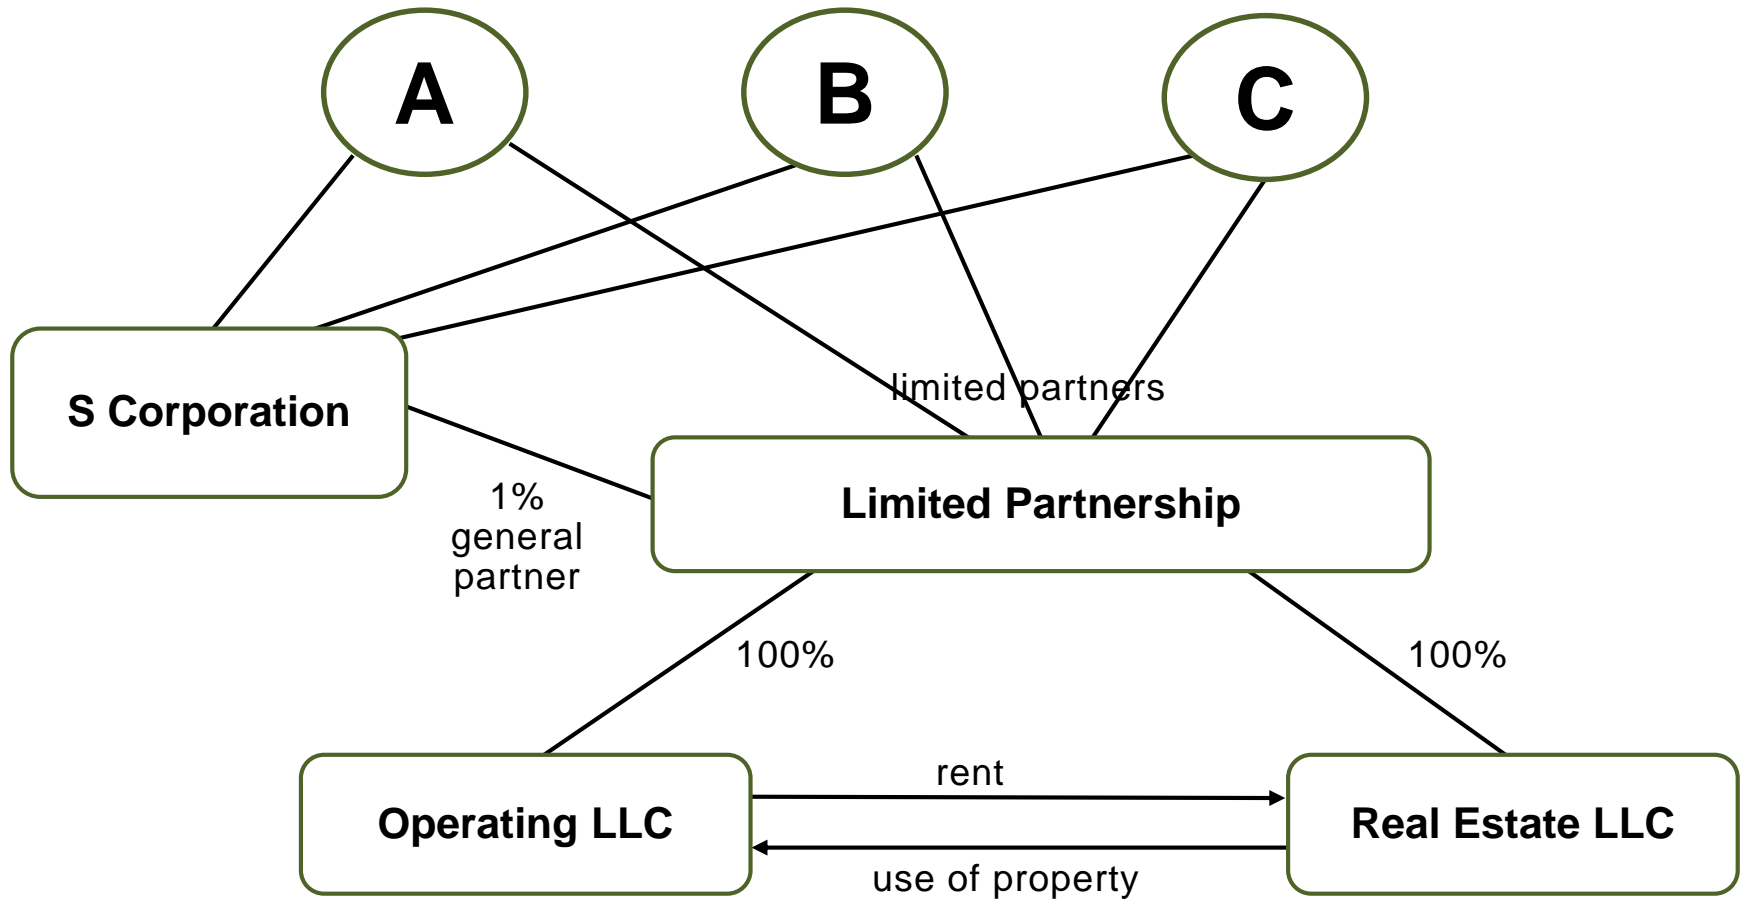 A
B
C
limited partners
S Corporation
1%
general
partner
Limited Partnership
100%
100%
rent
Operating LLC
Real Estate LLC
use of property